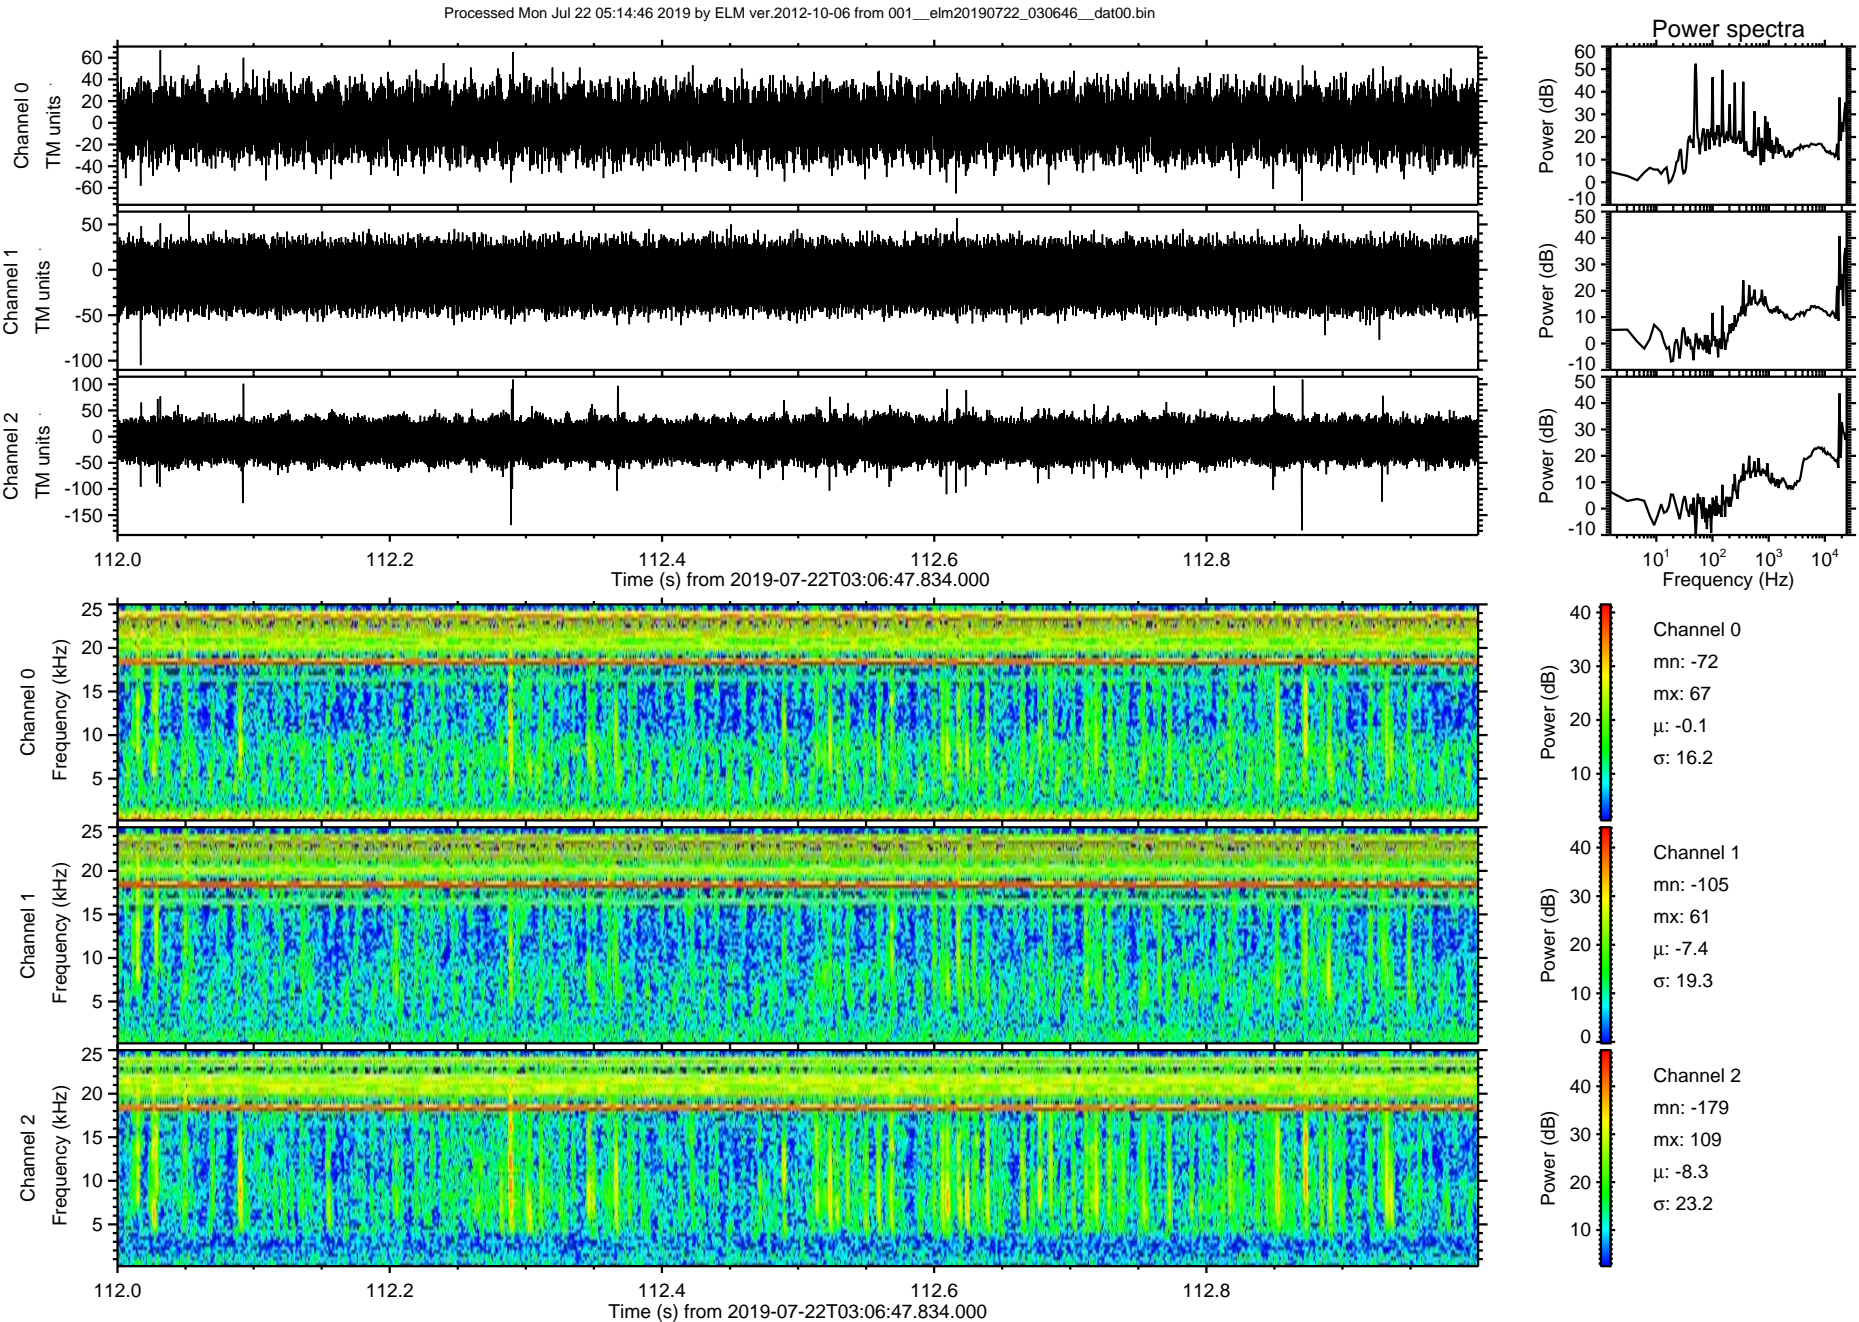 Processed Mon Jul 22 05:14:46 2019 by ELM ver.2012-10-06 from 001__elm20190722_030646__dat00.bin
Power spectra
Channel 0
TM units
60
40
20
0
-20
-40
-60
Power (dB)
60
50
40
30
20
10
0
-10
Channel 1
TM units
50
0
-50
-100
Power (dB)
50
40
30
20
10
0
-10
Channel 2
TM units
100
50
0
-50
-100
-150
Power (dB)
50
40
30
20
10
0
-10
112.0 112.2 112.4 112.6 112.8
Time (s) from 2019-07-22T03:06:47.834.000
10¹ 10² 10³ 10⁴
Frequency (Hz)
Channel 0
Frequency (kHz)
25
20
15
10
5
Power (dB)
40
30
20
10
Channel 0
mn: -72
mx: 67
μ: -0.1
σ: 16.2
Channel 1
Frequency (kHz)
25
20
15
10
5
Power (dB)
40
30
20
10
0
Channel 1
mn: -105
mx: 61
μ: -7.4
σ: 19.3
Channel 2
Frequency (kHz)
25
20
15
10
5
Power (dB)
40
30
20
10
Channel 2
mn: -179
mx: 109
μ: -8.3
σ: 23.2
112.0 112.2 112.4 112.6 112.8
Time (s) from 2019-07-22T03:06:47.834.000